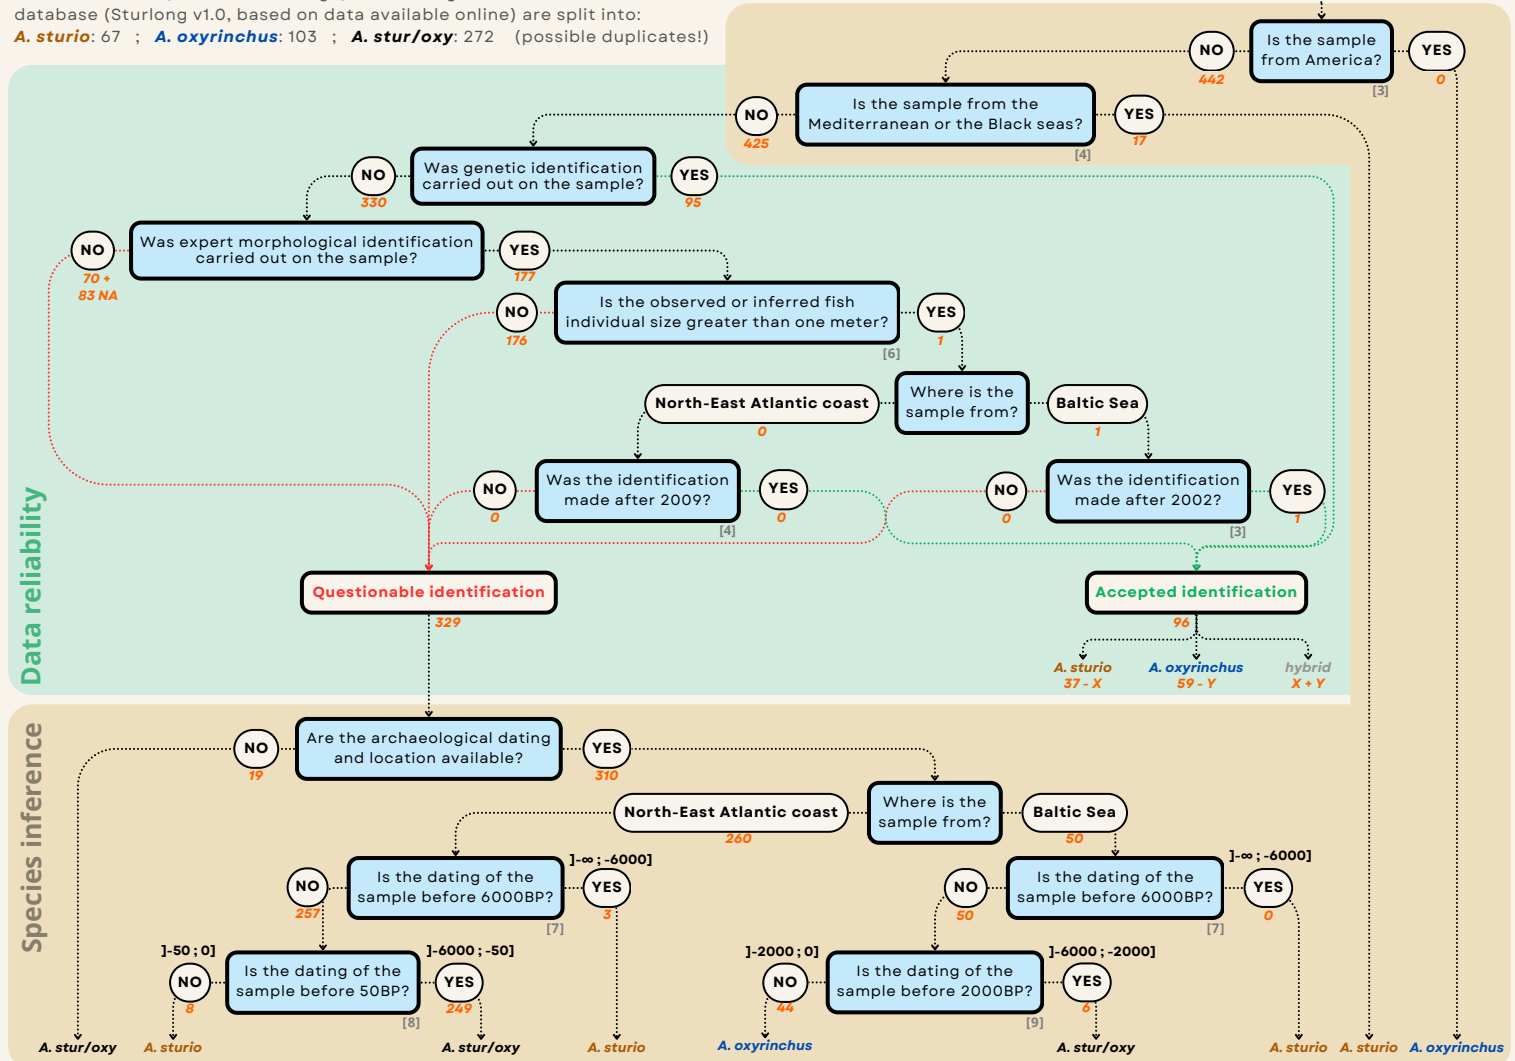 database (Sturlong v1.0, based on data available online) are split into:
A. sturio: 67 ; A. oxyrinchus: 103 ; A. stur/oxy: 272 (possible duplicates!)
NO
442
Is the sample
from America?
[3]
YES
0
NO
425
Is the sample from the
Mediterranean or the Black seas?
[4]
YES
17
NO
330
Was genetic identification
carried out on the sample?
YES
95
NO
70 +
83 NA
Was expert morphological identification
carried out on the sample?
YES
177
NO
176
Is the observed or inferred fish
individual size greater than one meter?
[6]
YES
1
North-East Atlantic coast
0
Where is the
sample from?
Baltic Sea
1
NO
0
Was the identification
made after 2009?
[4]
YES
0
NO
0
Was the identification
made after 2002?
[3]
YES
1
Data reliability
Questionable identification
329
Accepted identification
96
A. sturio
37 - X
A. oxyrinchus
59 - Y
hybrid
X + Y
Species inference
NO
19
Are the archaeological dating
and location available?
YES
310
North-East Atlantic coast
260
Where is the
sample from?
Baltic Sea
50
NO
257
Is the dating of the
sample before 6000BP?
[7]
]-∞ ; -6000]
YES
3
NO
50
Is the dating of the
sample before 6000BP?
[7]
]-∞ ; -6000]
YES
0
]-50 ; 0]
NO
8
Is the dating of the
sample before 50BP?
[8]
]-6000 ; -50]
YES
249
]-2000 ; 0]
NO
44
Is the dating of the
sample before 2000BP?
[9]
]-6000 ; -2000]
YES
6
A. stur/oxy
A. sturio
A. stur/oxy
A. sturio
A. oxyrinchus
A. stur/oxy
A. sturio
A. sturio
A. oxyrinchus